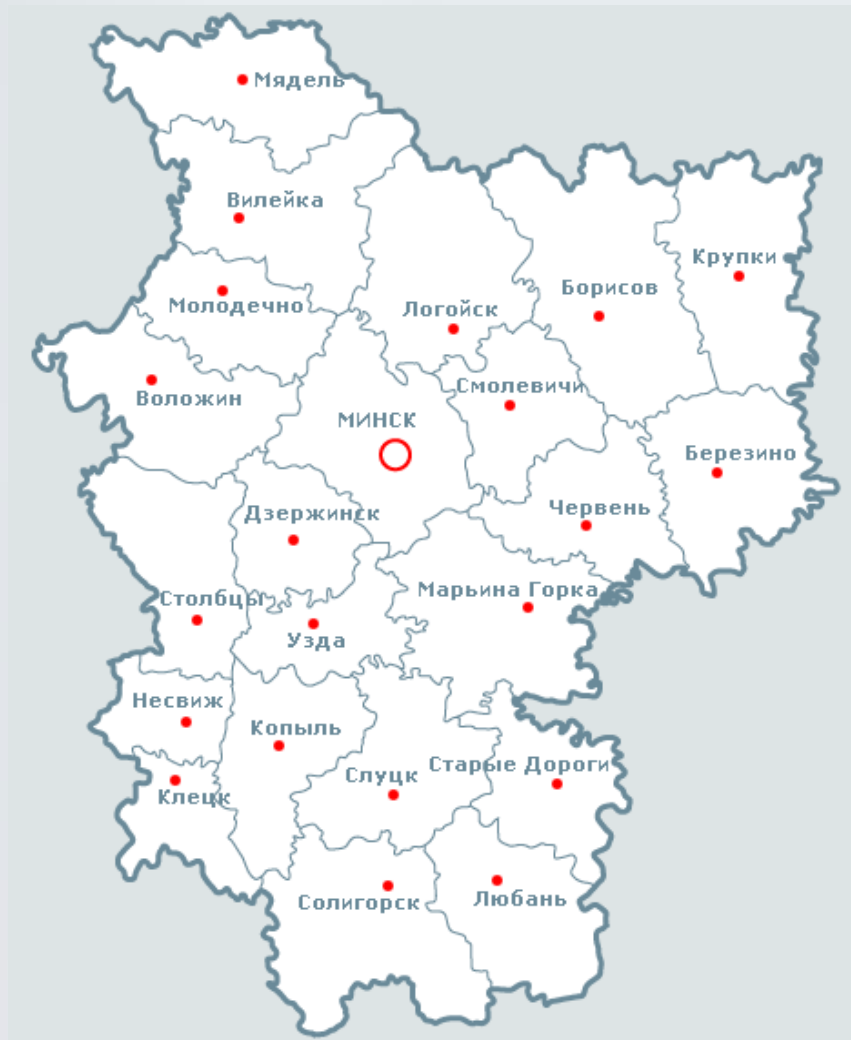 Мядель
Вилейка
Крупки
Борисов
Молодечно
Логойск
Смолевичи
Воложин
МИНСК
Березино
Червень
Дзержинск
Марьина Горка
Столбцы
Узда
Несвиж
Копыль
Старые Дороги
Слуцк
Клецк
Любань
Солигорск